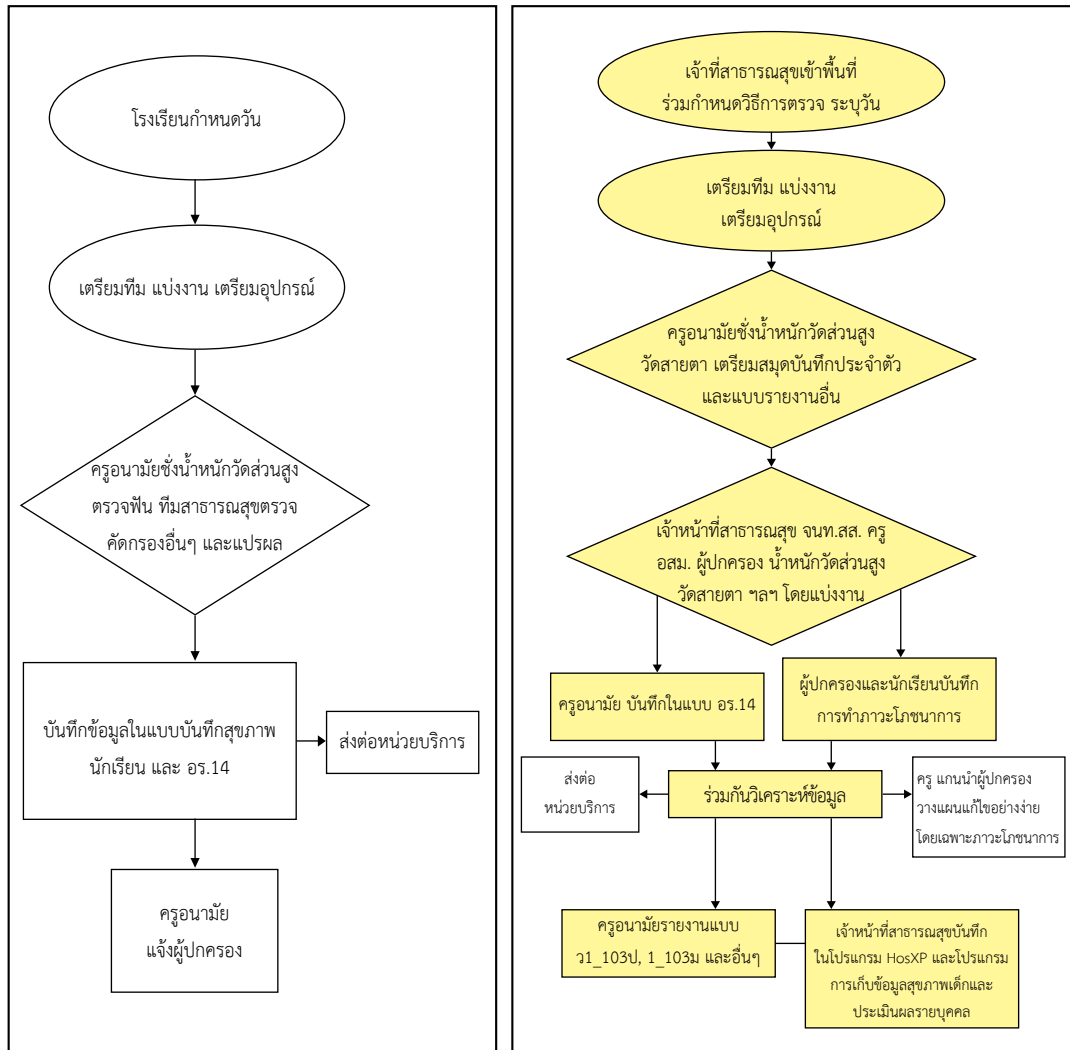 โรงเรียนกำหนดวัน
เตรียมทีม แบ่งงาน เตรียมอุปกรณ์
ครูอนามัยชั่งน้ำหนักวัดส่วนสูง
ตรวจฟัน ทีมสาธารณสุขตรวจ
คัดกรองอื่นๆ และแปรผล
บันทึกข้อมูลในแบบบันทึกสุขภาพ
นักเรียน และ อร.14
ส่งต่อหน่วยบริการ
ครูอนามัย
แจ้งผู้ปกครอง
เจ้าที่สาธารณสุขเข้าพื้นที่
ร่วมกำหนดวิธีการตรวจ ระบุวัน
เตรียมทีม แบ่งงาน
เตรียมอุปกรณ์
ครูอนามัยชั่งน้ำหนักวัดส่วนสูง
วัดสายตา เตรียมสมุดบันทึกประจำตัว
และแบบรายงานอื่น
เจ้าหน้าที่สาธารณสุข จนท.สส. ครู
อสม. ผู้ปกครอง น้ำหนักวัดส่วนสูง
วัดสายตา ฯลฯ โดยแบ่งงาน
ครูอนามัย บันทึกในแบบ อร.14
ผู้ปกครองและนักเรียนบันทึก
การทำภาวะโภชนาการ
ส่งต่อ
หน่วยบริการ
ร่วมกันวิเคราะห์ข้อมูล
ครู แกนนำผู้ปกครอง
วางแผนแก้ไขอย่างง่าย
โดยเฉพาะภาวะโภชนาการ
ครูอนามัยรายงานแบบ
ว1_103ป, 1_103ม และอื่นๆ
เจ้าหน้าที่สาธารณสุขบันทึก
ในโปรแกรม HosXP และโปรแกรม
การเก็บข้อมูลสุขภาพเด็กและ
ประเมินผลรายบุคคล